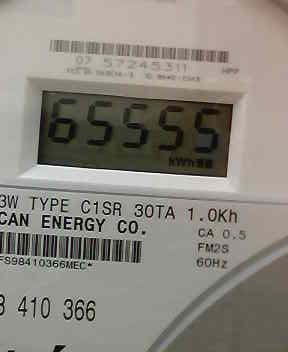 07 57245311
65555
kWh
3W TYPE C1SR 30TA 1.0Kh
CAN ENERGY CO.
CA 0.5
FM2S
60Hz
FS98410366MEC*
3 410 366